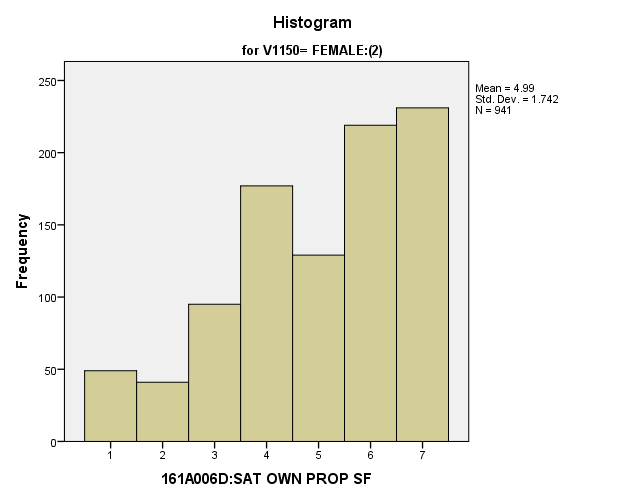 Histogram
for V1150= FEMALE:(2)
Mean = 4.99
Std. Dev. = 1.742
N = 941
Frequency
250
200
150
100
50
0
1 2 3 4 5 6 7
161A006D:SAT OWN PROP SF